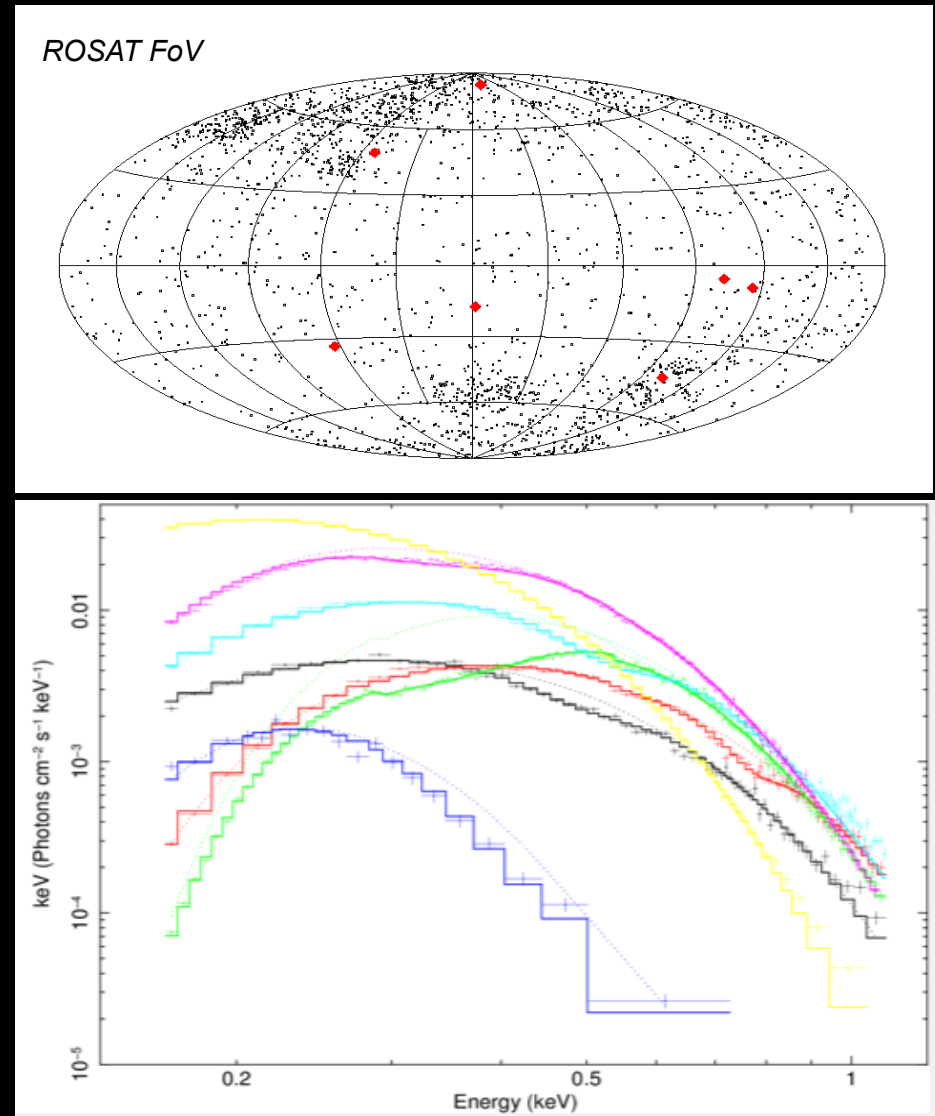 ROSAT FoV
0.01
10⁻³
10⁻⁴
10⁻⁵
keV (Photons cm⁻² s⁻¹ keV⁻¹)
0.2
0.5
1
Energy (keV)